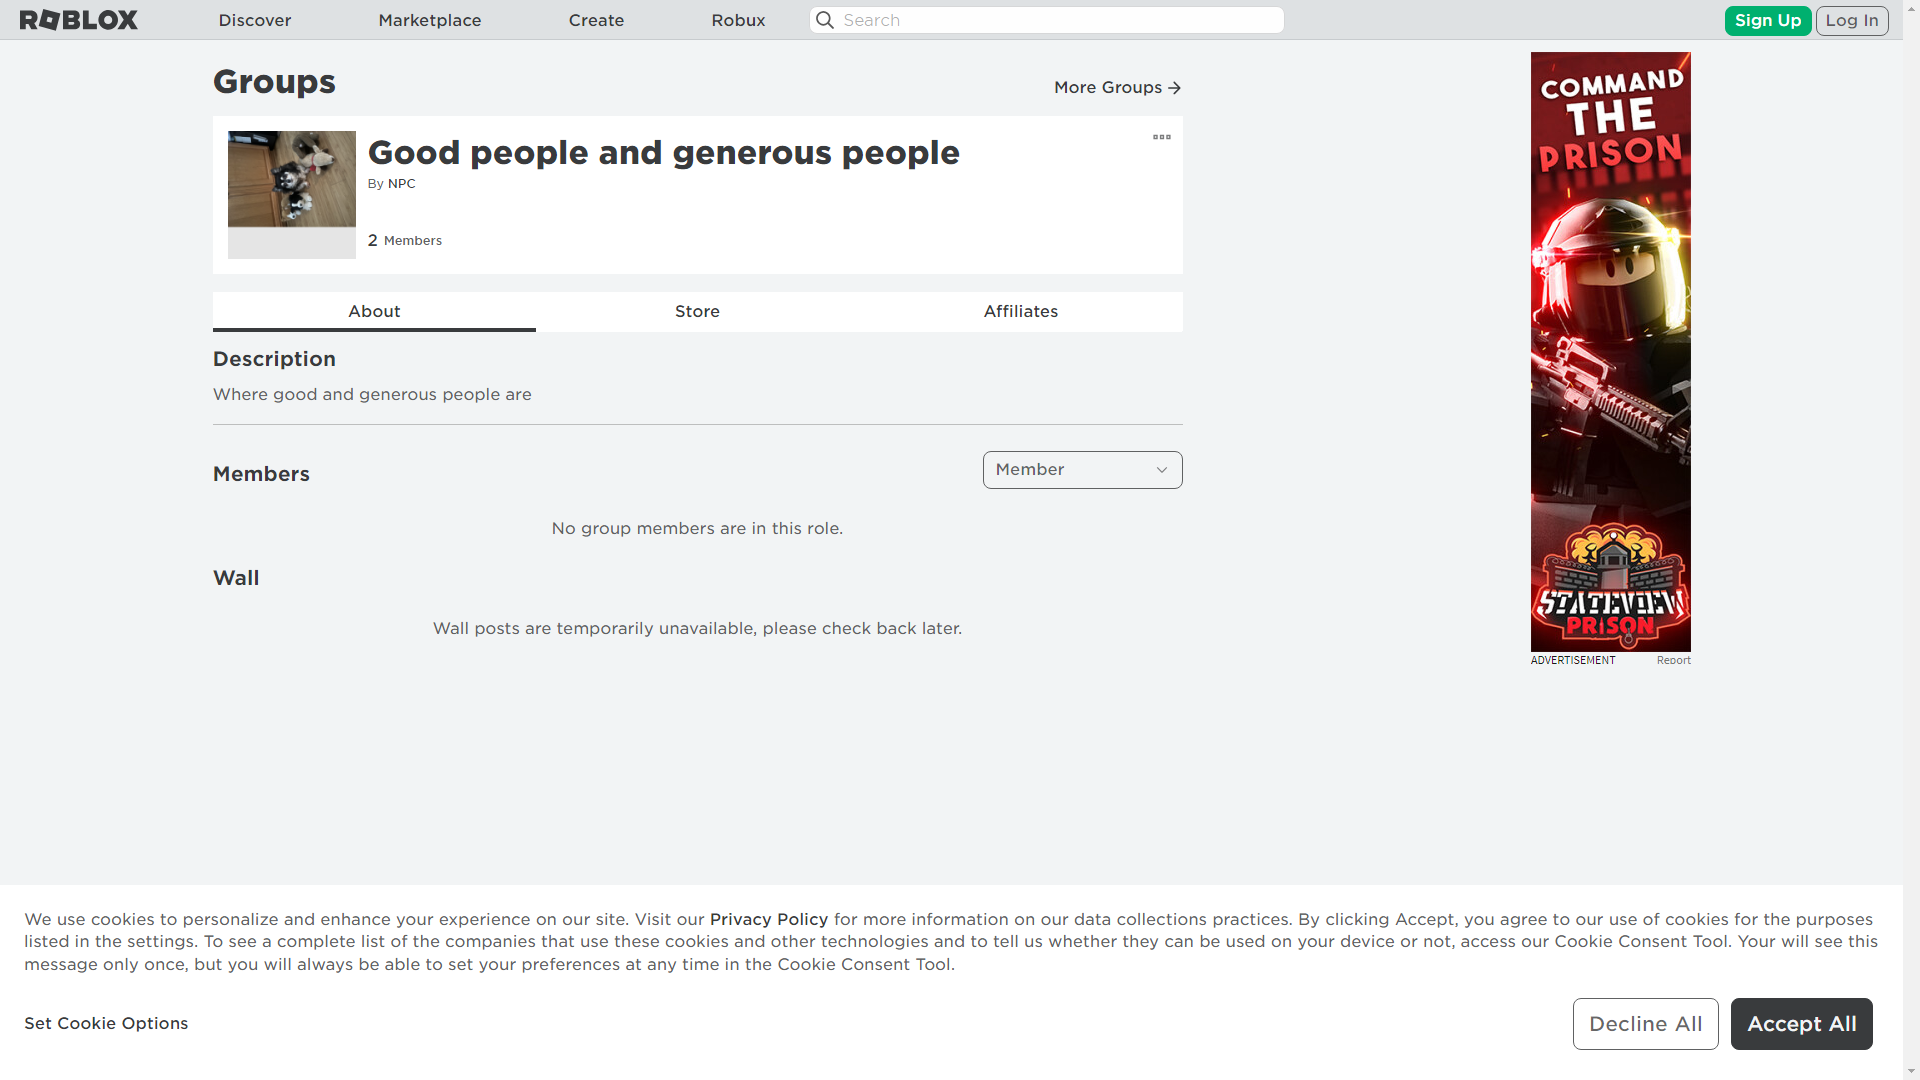 ROBLOX
Discover
Marketplace
Create
Robux
Search
Sign Up
Log In
Groups
More Groups
Good people and generous people
By NPC
2 Members
About
Store
Affiliates
Description
Where good and generous people are
Members
Member
No group members are in this role.
Wall
Wall posts are temporarily unavailable, please check back later.
COMMAND
THE
PRISON
STATEVIEW
PRISON
ADVERTISEMENT
Report
We use cookies to personalize and enhance your experience on our site. Visit our Privacy Policy for more information on our data collections practices. By clicking Accept, you agree to our use of cookies for the purposes
listed in the settings. To see a complete list of the companies that use these cookies and other technologies and to tell us whether they can be used on your device or not, access our Cookie Consent Tool. Your will see this
message only once, but you will always be able to set your preferences at any time in the Cookie Consent Tool.
Set Cookie Options
Decline All
Accept All